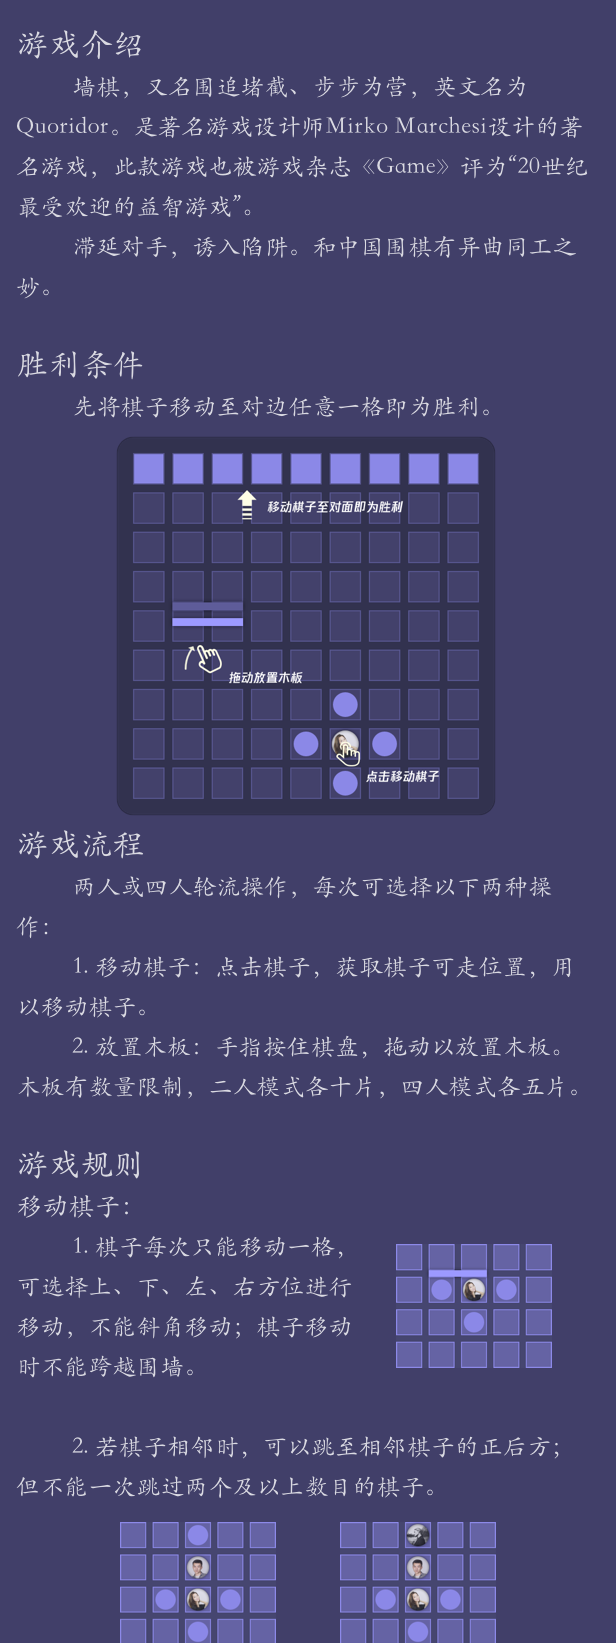 游戏介绍
墙棋，又名围追堵截、步步为营，英文名为
Quoridor。是著名游戏设计师Mirko Marchesi设计的著
名游戏，此款游戏也被游戏杂志《Game》评为“20世纪
最受欢迎的益智游戏”。
滞延对手，诱入陷阱。和中国围棋有异曲同工之
妙。
胜利条件
先将棋子移动至对边任意一格即为胜利。
移动棋子至对面即为胜利
拖动放置木板
点击移动棋子
游戏流程
两人或四人轮流操作，每次可选择以下两种操
作：
1. 移动棋子：点击棋子，获取棋子可走位置，用
以移动棋子。
2. 放置木板：手指按住棋盘，拖动以放置木板。
木板有数量限制，二人模式各十片，四人模式各五片。
游戏规则
移动棋子：
1. 棋子每次只能移动一格，
可选择上、下、左、右方位进行
移动，不能斜角移动；棋子移动
时不能跨越围墙。
2. 若棋子相邻时，可以跳至相邻棋子的正后方；
但不能一次跳过两个及以上数目的棋子。